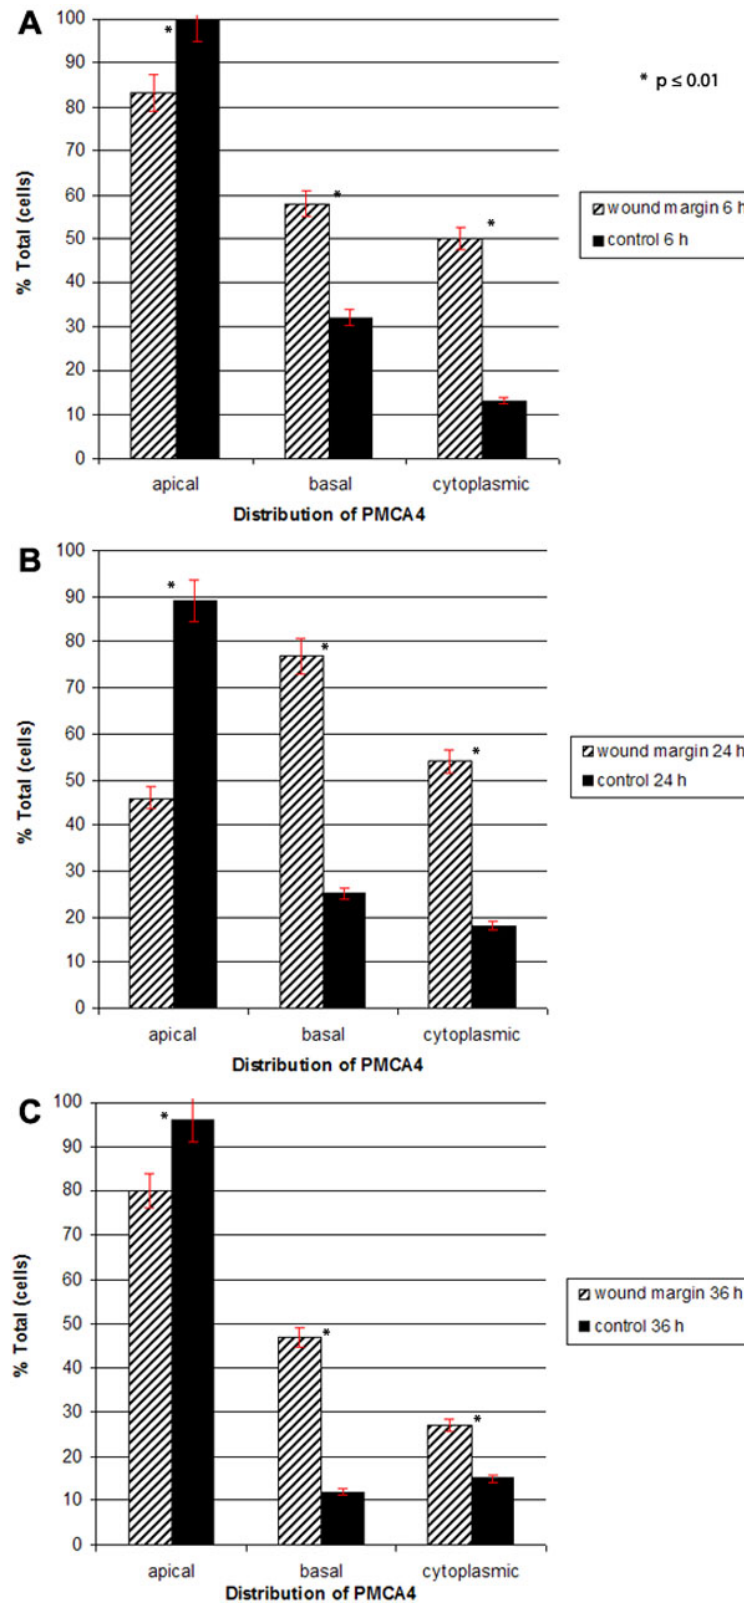 A
100
90
80
70
60
50
40
30
20
10
0
% Total (cells)
*
*
*
* p ≤ 0.01
wound margin 6 h
control 6 h
apical basal cytoplasmic
Distribution of PMCA4
B
100
90
80
70
60
50
40
30
20
10
0
% Total (cells)
*
*
*
wound margin 24 h
control 24 h
apical basal cytoplasmic
Distribution of PMCA4
C
100
90
80
70
60
50
40
30
20
10
0
% Total (cells)
*
*
*
wound margin 36 h
control 36 h
apical basal cytoplasmic
Distribution of PMCA4